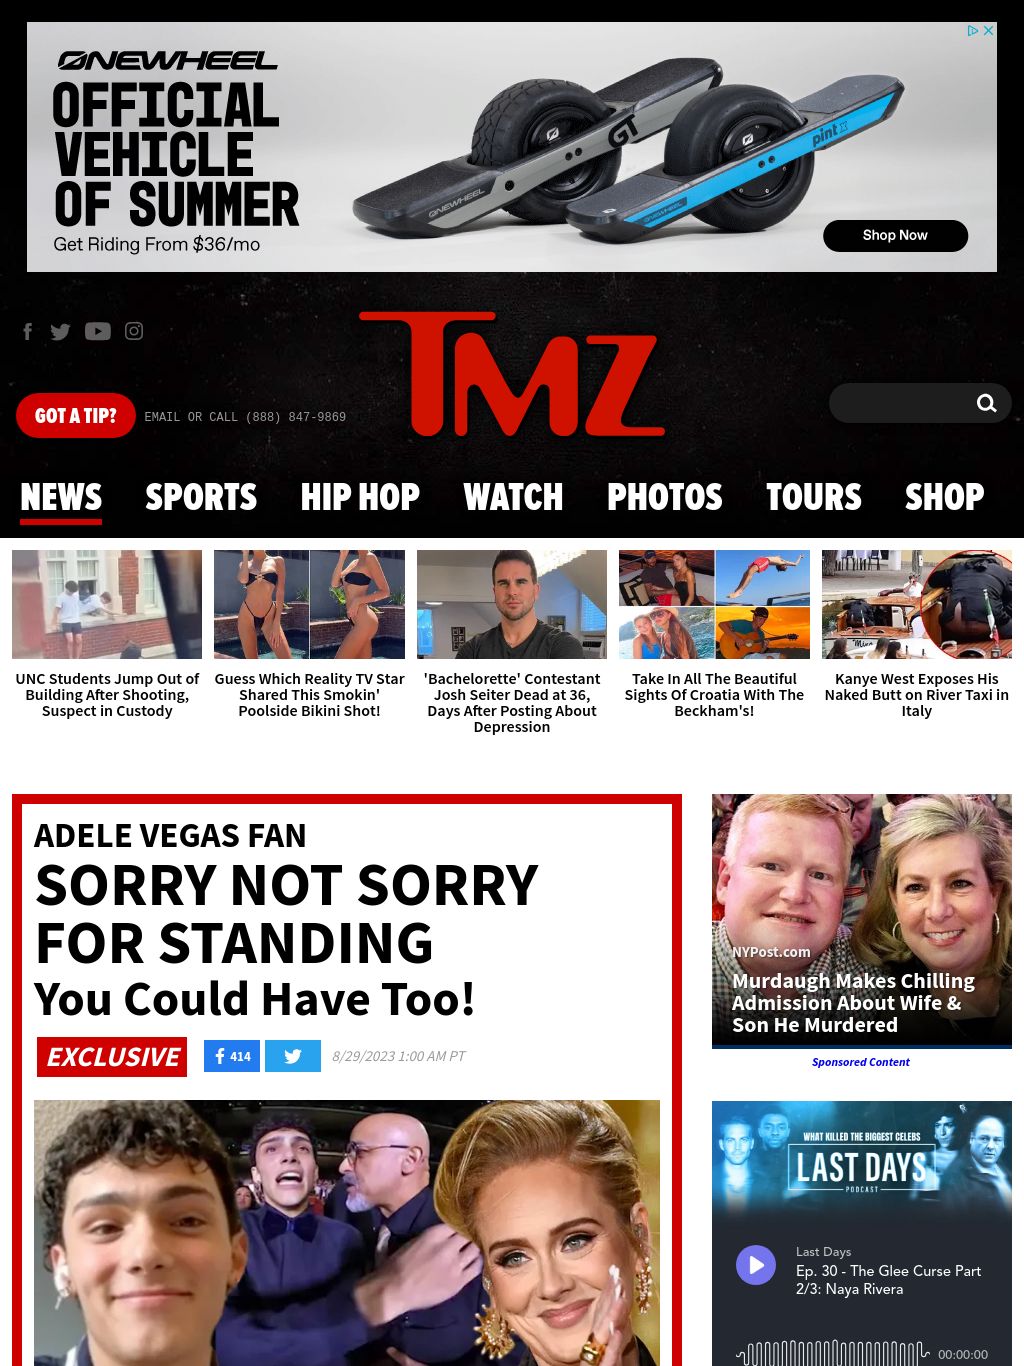 ONEWHEEL
OFFICIAL
VEHICLE
OF SUMMER
Get Riding From $36/mo
GT
ONEWHEEL
pint X
ONEWHEEL
Shop Now
TMZ
GOT A TIP?
EMAIL OR CALL (888) 847-9869
NEWS SPORTS HIP HOP WATCH PHOTOS TOURS SHOP
UNC Students Jump Out of
Building After Shooting,
Suspect in Custody
Guess Which Reality TV Star
Shared This Smokin'
Poolside Bikini Shot!
'Bachelorette' Contestant
Josh Seiter Dead at 36,
Days After Posting About
Depression
Take In All The Beautiful
Sights Of Croatia With The
Beckham's!
Kanye West Exposes His
Naked Butt on River Taxi in
Italy
ADELE VEGAS FAN
SORRY NOT SORRY
FOR STANDING
You Could Have Too!
EXCLUSIVE
414
8/29/2023 1:00 AM PT
NYPost.com
Murdaugh Makes Chilling
Admission About Wife &
Son He Murdered
Sponsored Content
WHAT KILLED THE BIGGEST CELEBS
LAST DAYS
PODCAST
Last Days
Ep. 30 - The Glee Curse Part
2/3: Naya Rivera
00:00:00